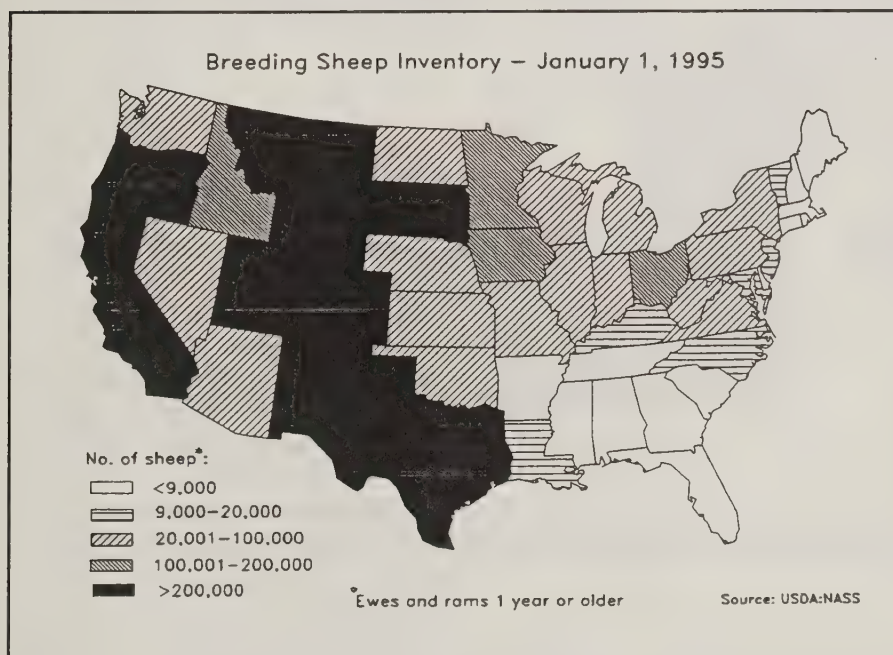 Breeding Sheep Inventory – January 1, 1995
No. of sheep*:
<9,000
9,000–20,000
20,001–100,000
100,001–200,000
>200,000
*Ewes and rams 1 year or older
Source: USDA:NASS